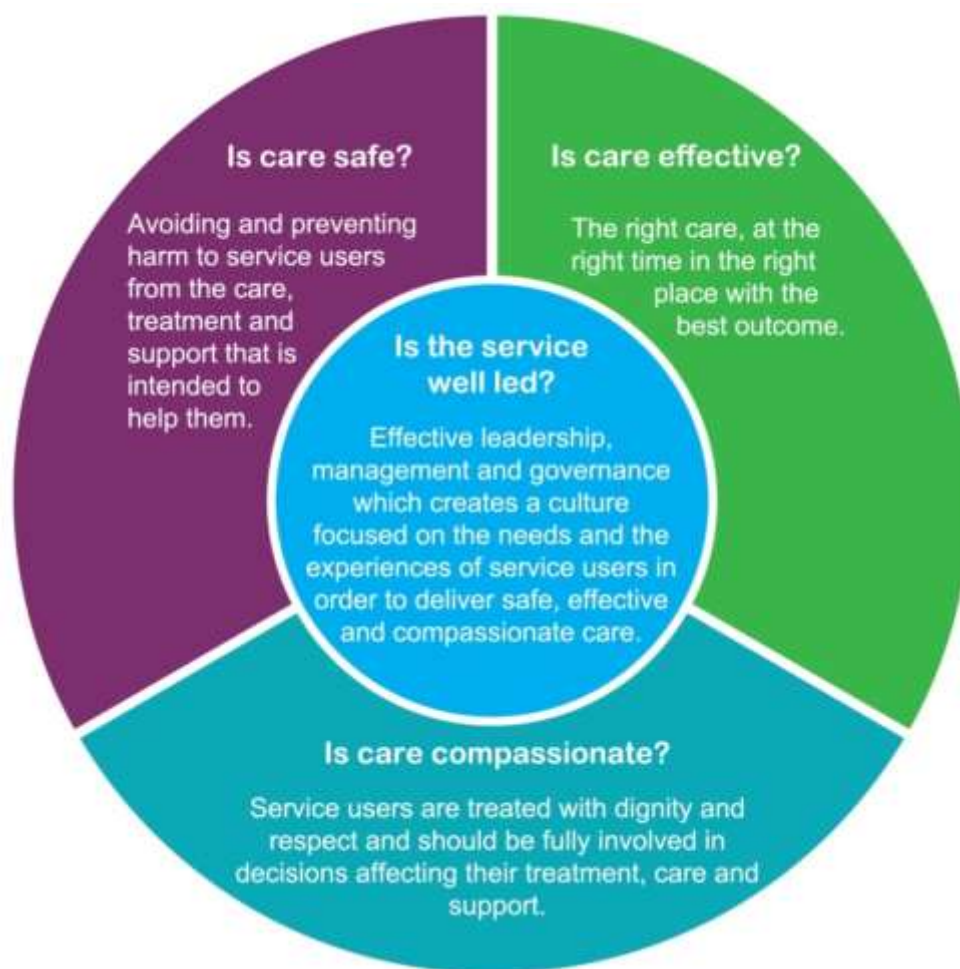 Is care safe?
Avoiding and preventing
harm to service users
from the care,
treatment and
support that is
intended to
help them.
Is care effective?
The right care, at the
right time in the right
place with the
best outcome.
Is the service
well led?
Effective leadership,
management and governance
which creates a culture
focused on the needs and the
experiences of service users in
order to deliver safe, effective
and compassionate care.
Is care compassionate?
Service users are treated with dignity and
respect and should be fully involved in
decisions affecting their treatment, care and
support.